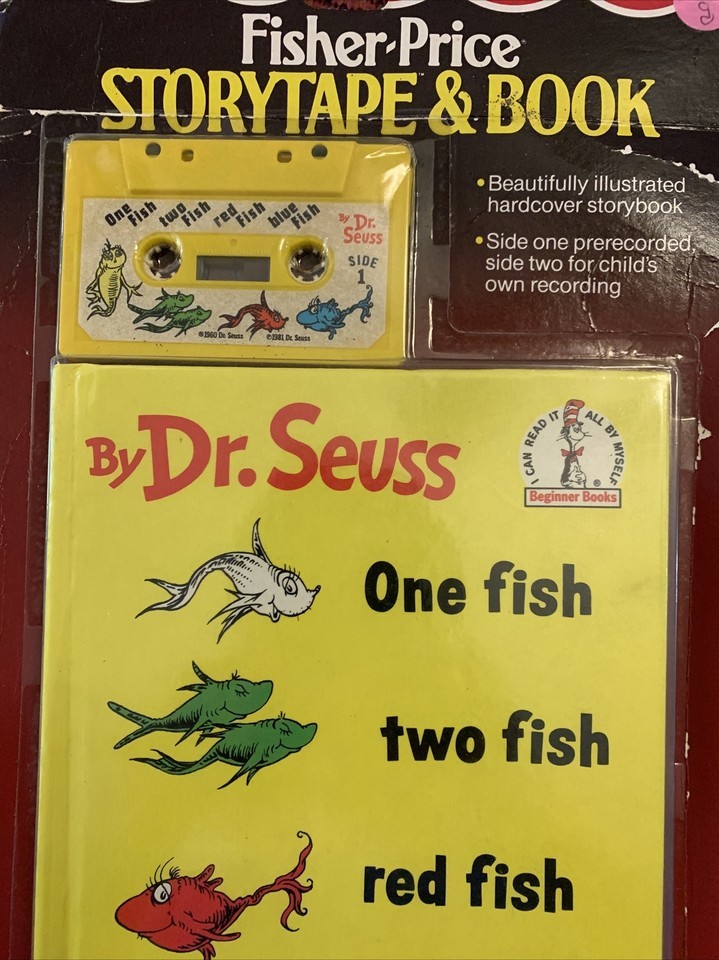 Fisher-Price
STORYTAPE™ & BOOK
• Beautifully illustrated
hardcover storybook
• Side one prerecorded,
side two for child's
own recording
One fish two fish red fish blue fish
By Dr. Seuss
SIDE
1
©1960 Dr. Seuss ©1981 Dr. Seuss
By Dr. Seuss
I CAN READ IT ALL BY MYSELF
®
Beginner Books
One fish
two fish
red fish